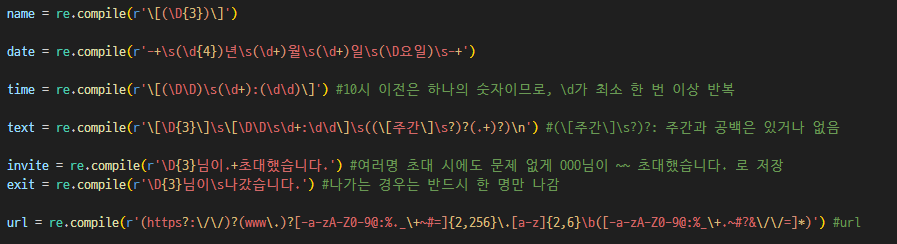 name = re.compile(r'\[(\D{3})\]')
date = re.compile(r'-+\s(\d{4})년\s(\d+)월\s(\d+)일\s(\D요일)\s-+')
time = re.compile(r'\[(\D\D)\s(\d+):(\d\d)\]') #10시 이전은 하나의 숫자이므로, \d가 최소 한 번 이상 반복
text = re.compile(r'\[\D{3}\]\s\[\D\D\s\d+:\d\d\]\s((\[주간\]\s?)?(.+)?)\n') #(\[주간\]\s?)?: 주간과 공백은 있거나 없음
invite = re.compile(r'\D{3}님이.+초대했습니다.') #여러명 초대 시에도 문제 없게 OOO님이 ~~ 초대했습니다. 로 저장
exit = re.compile(r'\D{3}님이\s나갔습니다.') #나가는 경우는 반드시 한 명만 나감
url = re.compile(r'(https?:\/\/)?(www\.)?[-a-zA-Z0-9@:%._\+~#=]{2,256}\.[a-z]{2,6}\b([-a-zA-Z0-9@:%_\+.~#?&\/\/=]*)') #url